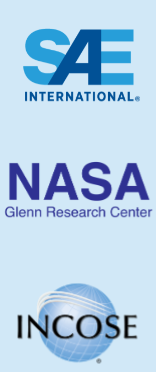 SAE
INTERNATIONAL®
NASA
Glenn Research Center
INCOSE
®